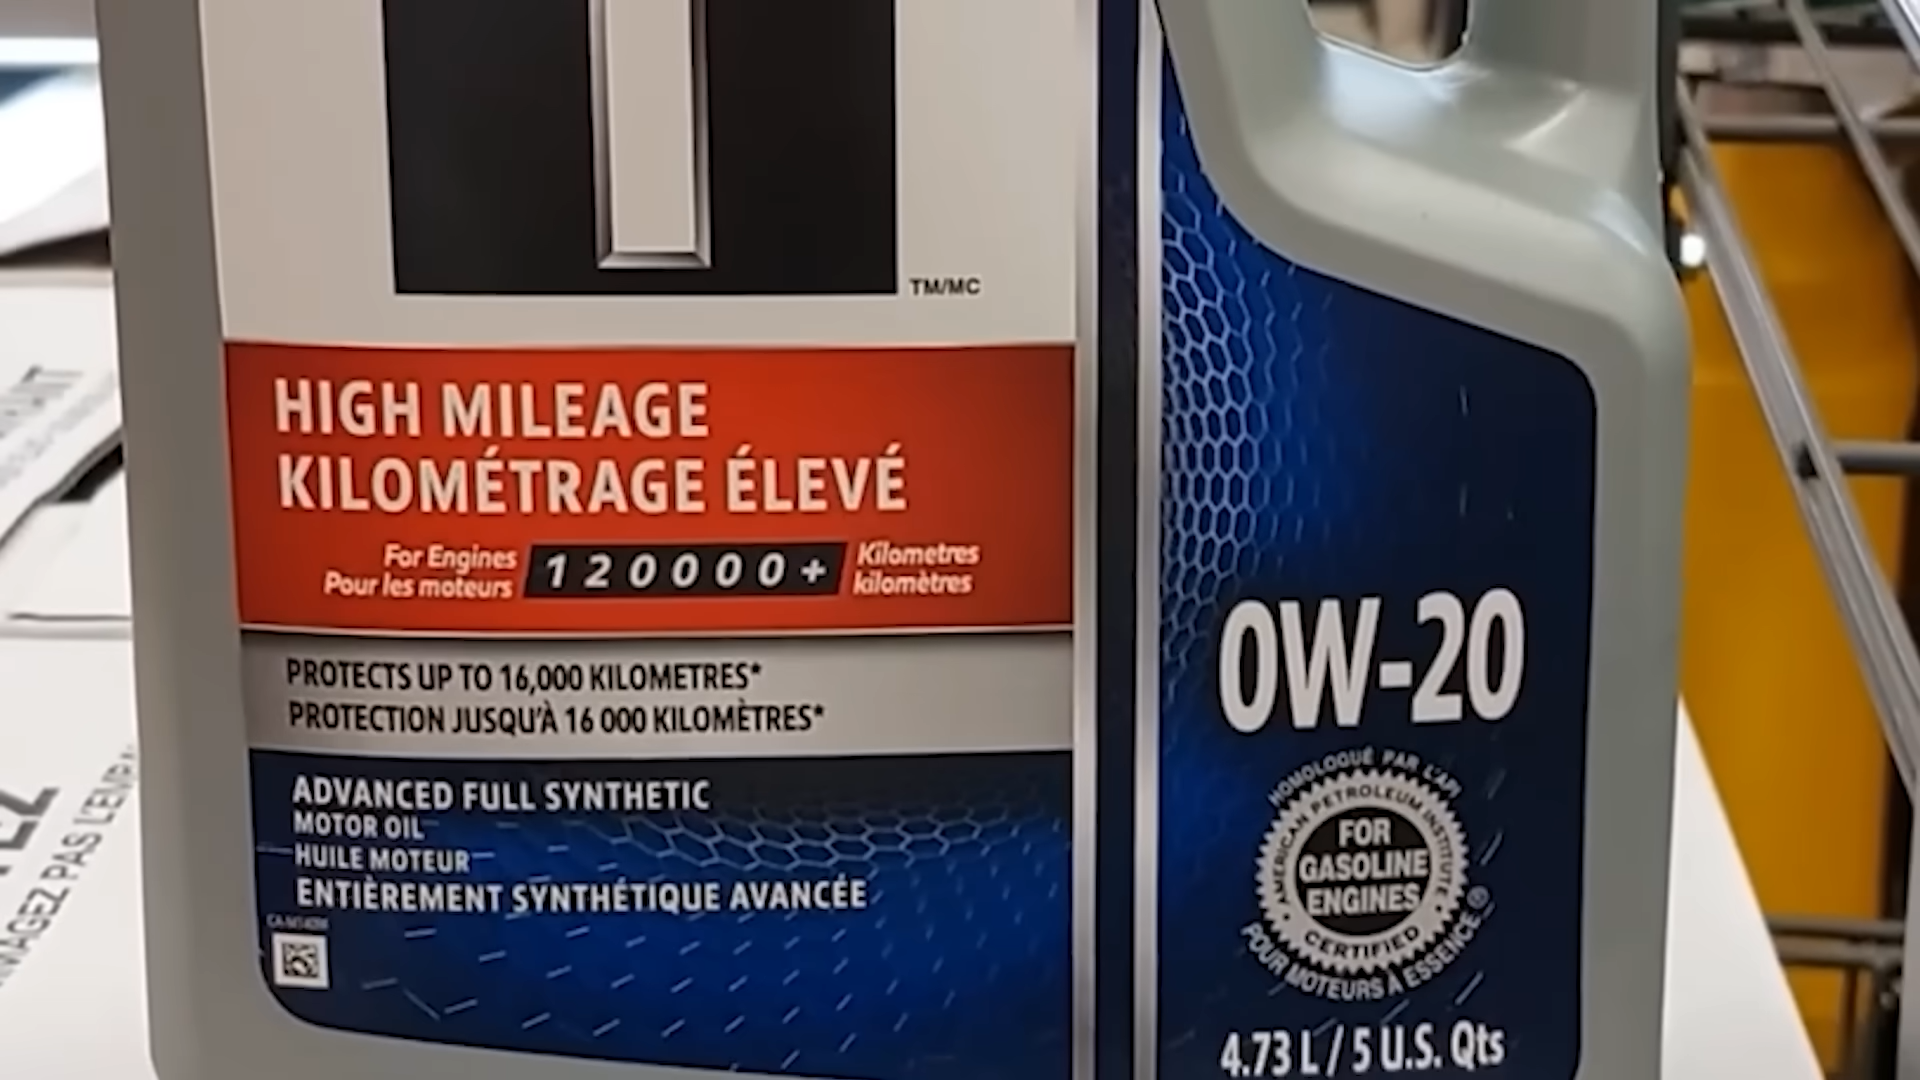 TM/MC
HIGH MILEAGE
KILOMÉTRAGE ÉLEVÉ
For Engines
Pour les moteurs
120000+
Kilometres
kilomètres
PROTECTS UP TO 16,000 KILOMETRES*
PROTECTION JUSQU'À 16 000 KILOMÈTRES*
ADVANCED FULL SYNTHETIC
MOTOR OIL
HUILE MOTEUR
ENTIÈREMENT SYNTHÉTIQUE AVANCÉE
0W-20
HOMOLOGUÉ PAR L'API
AMERICAN PETROLEUM INSTITUTE
FOR
GASOLINE
ENGINES
CERTIFIED
POUR MOTEURS À ESSENCE ®
4.73 L / 5 U.S. Qts
PAS